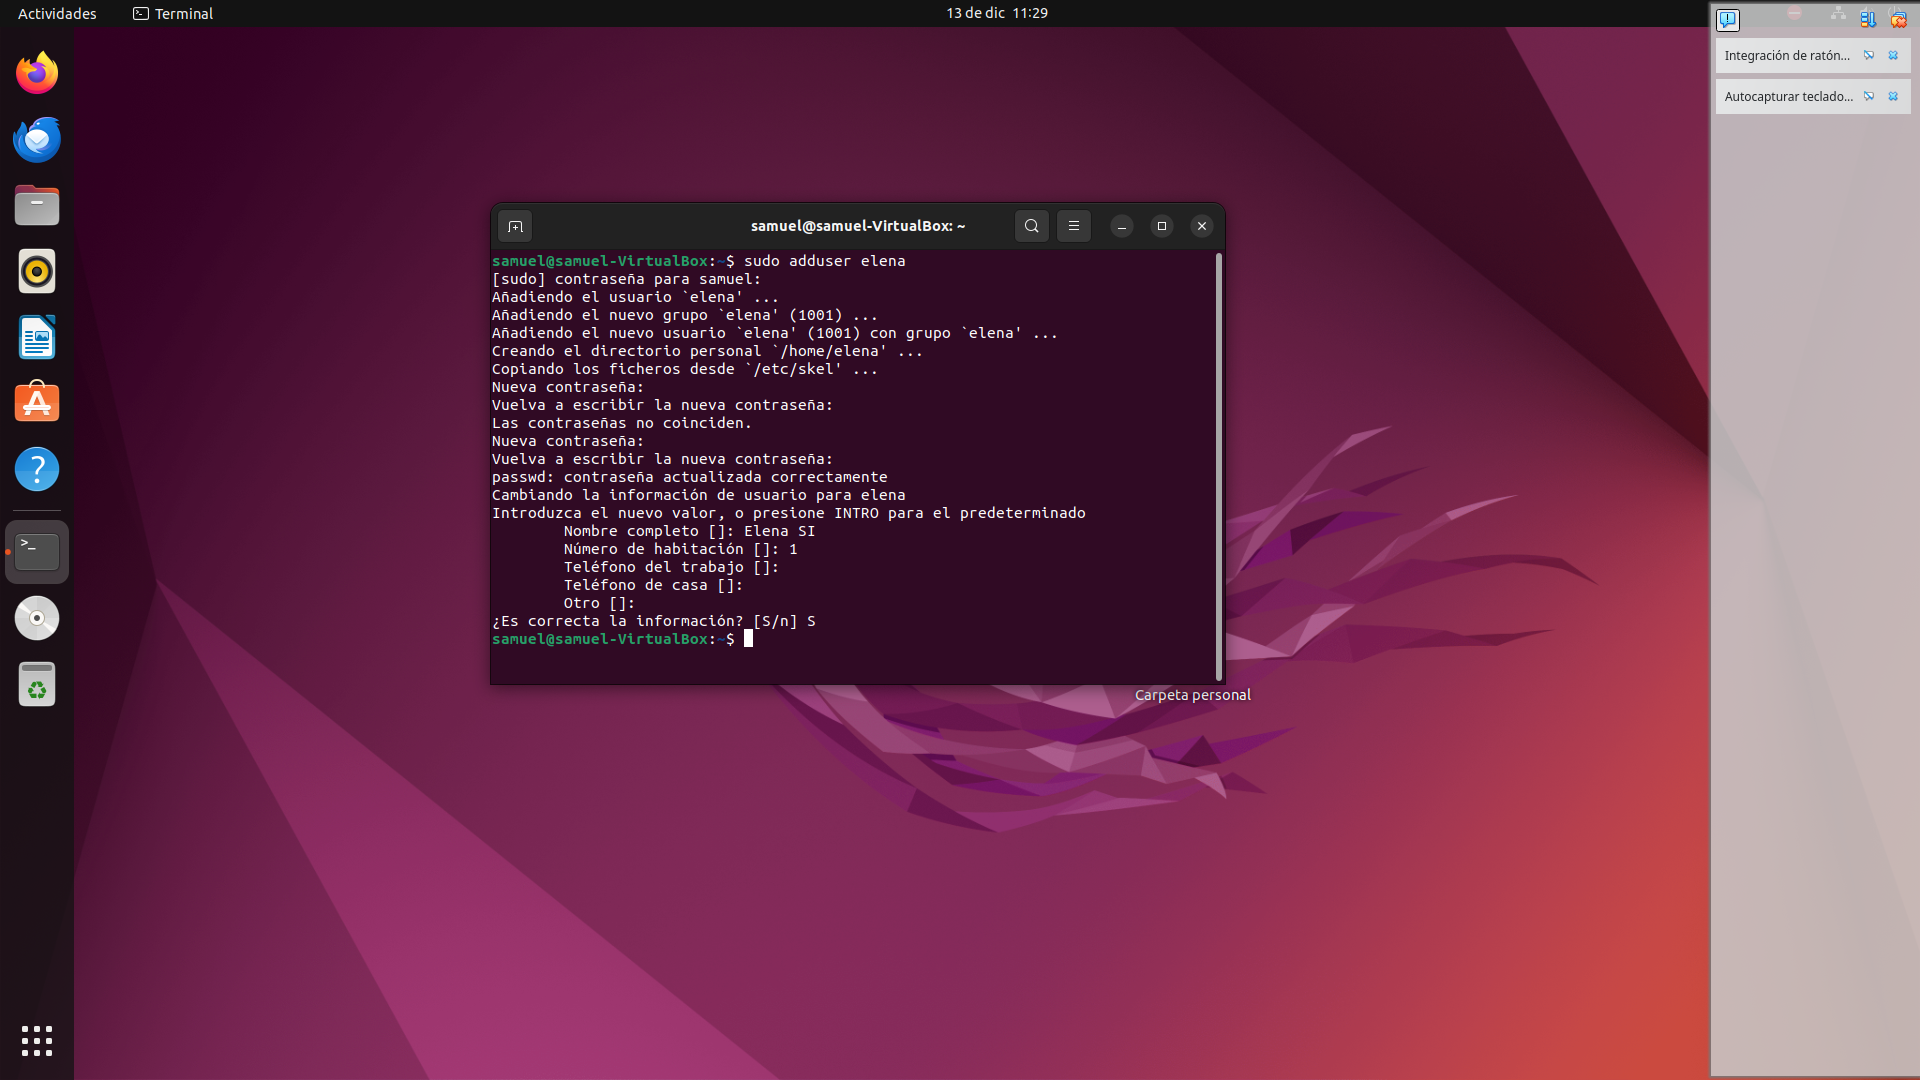 Actividades
Terminal
13 de dic 11:29
Integración de ratón...
Autocapturar teclado...
samuel@samuel-VirtualBox: ~
samuel@samuel-VirtualBox:~$ sudo adduser elena
[sudo] contraseña para samuel:
Añadiendo el usuario `elena' ...
Añadiendo el nuevo grupo `elena' (1001) ...
Añadiendo el nuevo usuario `elena' (1001) con grupo `elena' ...
Creando el directorio personal `/home/elena' ...
Copiando los ficheros desde `/etc/skel' ...
Nueva contraseña:
Vuelva a escribir la nueva contraseña:
Las contraseñas no coinciden.
Nueva contraseña:
Vuelva a escribir la nueva contraseña:
passwd: contraseña actualizada correctamente
Cambiando la información de usuario para elena
Introduzca el nuevo valor, o presione INTRO para el predeterminado
Nombre completo []: Elena SI
Número de habitación []: 1
Teléfono del trabajo []:
Teléfono de casa []:
Otro []:
¿Es correcta la información? [S/n] S
samuel@samuel-VirtualBox:~$
Carpeta personal